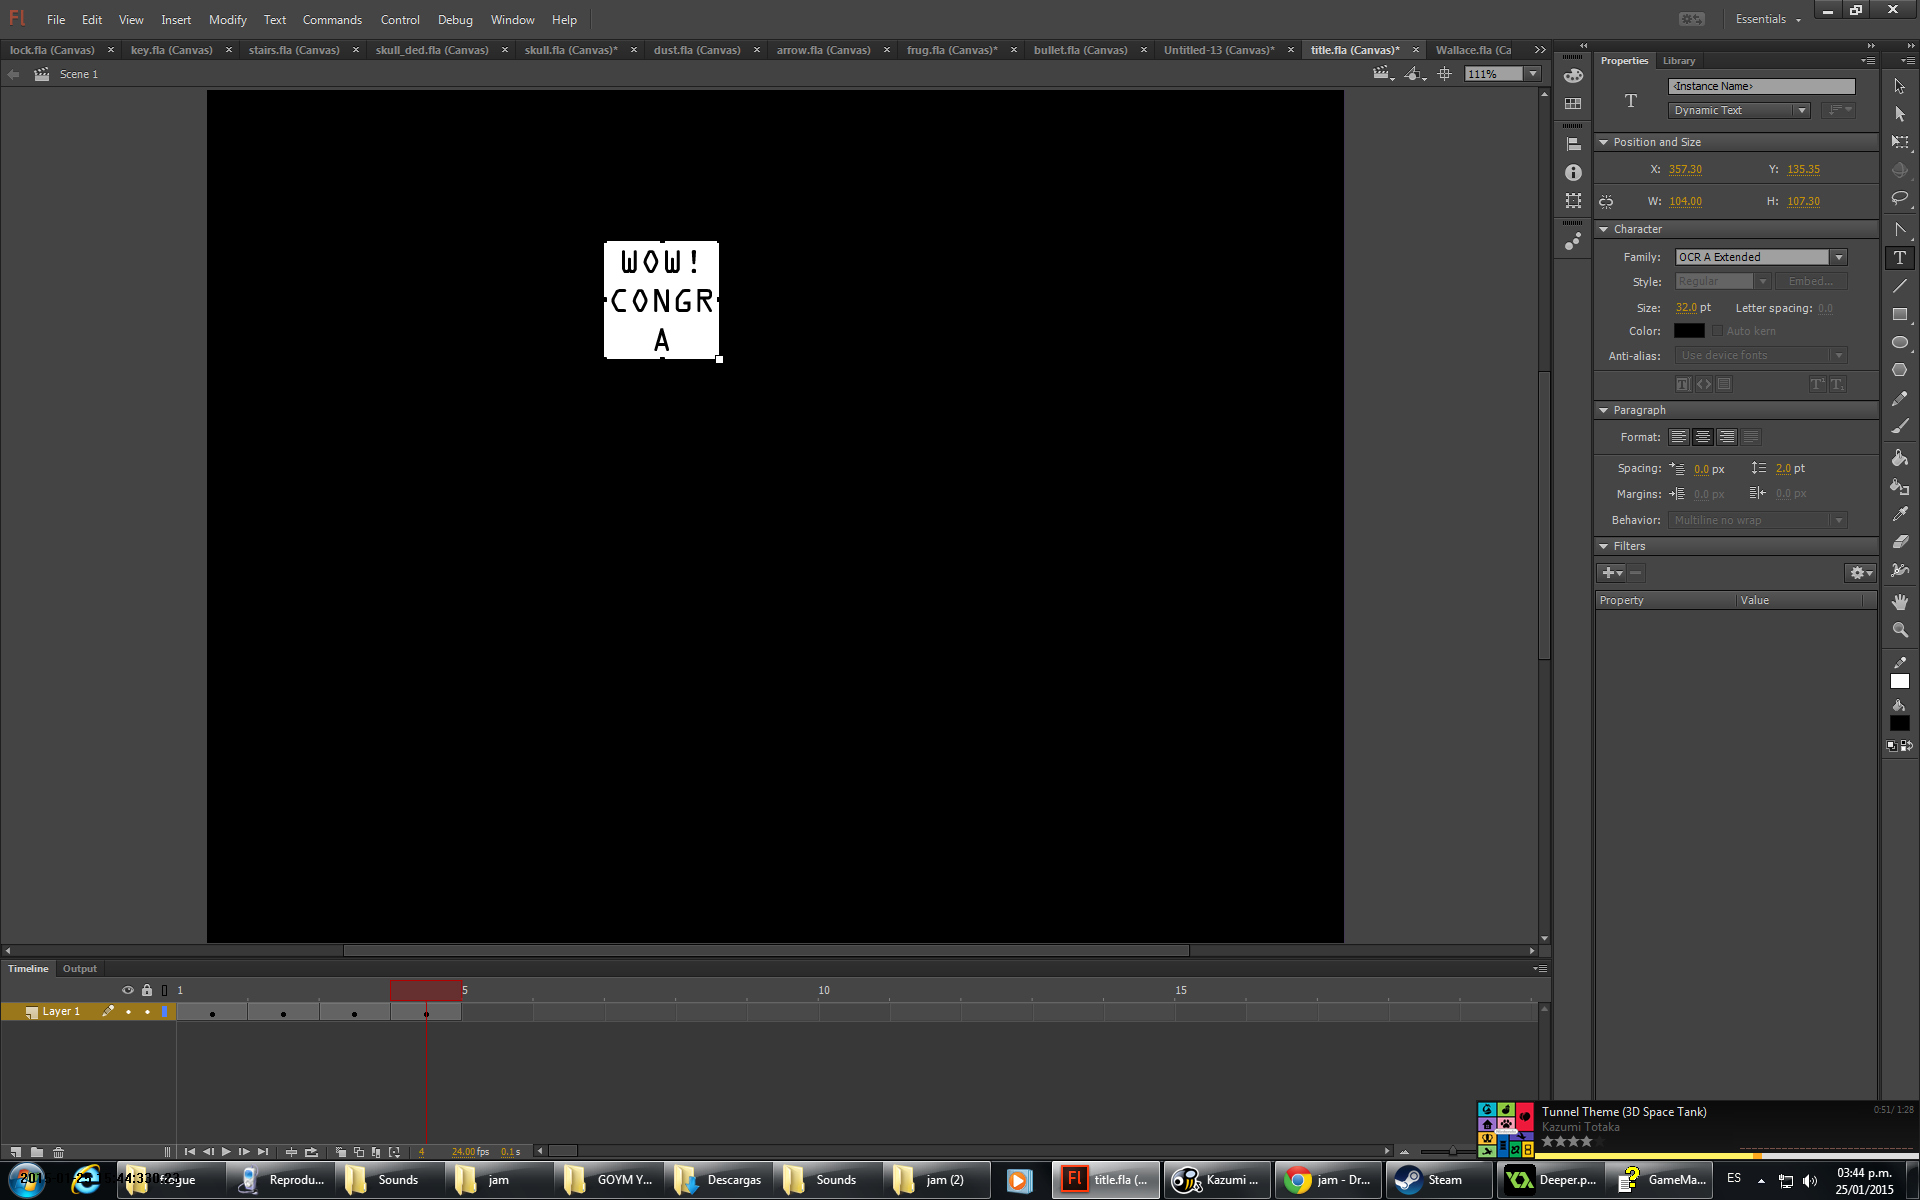 Fl File Edit View Insert Modify Text Commands Control Debug Window Help Essentials
lock.fla (Canvas) × key.fla (Canvas) × stairs.fla (Canvas) × skull_ded.fla (Canvas) × skull.fla (Canvas)* × dust.fla (Canvas) × arrow.fla (Canvas) × frug.fla (Canvas)* × bullet.fla (Canvas) × Untitled-13 (Canvas)* × title.fla (Canvas)* × Wallace.fla (Ca
Scene 1 111%
WOW!
CONGR
A
Properties Library
T <Instance Name>
Dynamic Text
Position and Size
X: 357.30 Y: 135.35
W: 104.00 H: 107.30
Character
Family: OCR A Extended
Style: Regular Embed...
Size: 32.0 pt Letter spacing: 0.0
Color: Auto kern
Anti-alias: Use device fonts
Paragraph
Format:
Spacing: 0.0 px 2.0 pt
Margins: 0.0 px 0.0 px
Behavior: Multiline no wrap
Filters
Property Value
Timeline Output
1 5 10 15
Layer 1
4 24.00 fps 0.1 s
Tunnel Theme (3D Space Tank) 0:51/ 1:28
Kazumi Totaka
Reprodu... Sounds jam GOYM Y... Descargas Sounds jam (2) Fl title.fla (... Kazumi ... jam - Dr... Steam Deeper.p... GameMa... ES 03:44 p.m.
25/01/2015